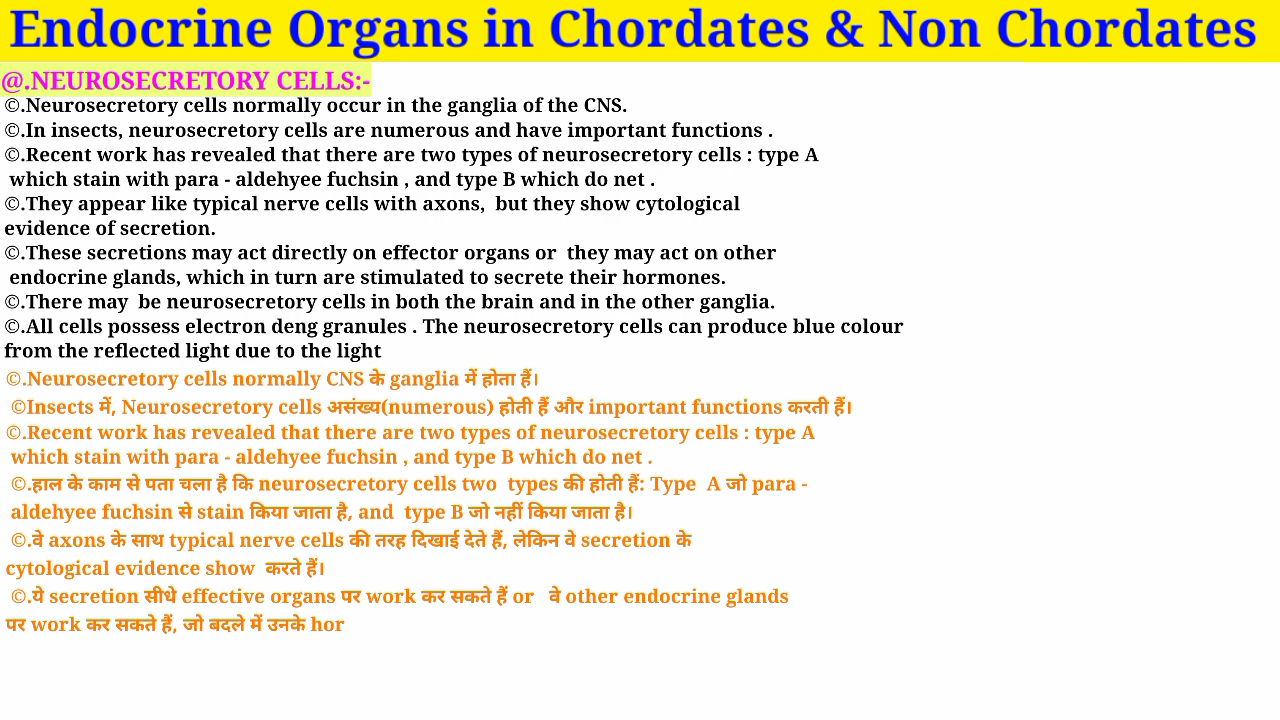 Endocrine Organs in Chordates & Non Chordates
@.NEUROSECRETORY CELLS:-
©.Neurosecretory cells normally occur in the ganglia of the CNS.
©.In insects, neurosecretory cells are numerous and have important functions .
©.Recent work has revealed that there are two types of neurosecretory cells : type A
which stain with para - aldehyee fuchsin , and type B which do net .
©.They appear like typical nerve cells with axons,  but they show cytological
evidence of secretion.
©.These secretions may act directly on effector organs or  they may act on other
endocrine glands, which in turn are stimulated to secrete their hormones.
©.There may  be neurosecretory cells in both the brain and in the other ganglia.
©.All cells possess electron deng granules . The neurosecretory cells can produce blue colour
from the reflected light due to the light
©.Neurosecretory cells normally CNS के ganglia में होता हैं।
©Insects में, Neurosecretory cells असंख्य(numerous) होती हैं और important functions करती हैं।
©.Recent work has revealed that there are two types of neurosecretory cells : type A
which stain with para - aldehyee fuchsin , and type B which do net .
©.हाल के काम से पता चला है कि neurosecretory cells two  types की होती हैं: Type  A जो para -
aldehyee fuchsin से stain किया जाता है, and  type B जो नहीं किया जाता है।
©.वे axons के साथ typical nerve cells की तरह दिखाई देते हैं, लेकिन वे secretion के
cytological evidence show  करते हैं।
©.ये secretion सीधे effective organs पर work कर सकते हैं or   वे other endocrine glands
पर work कर सकते हैं, जो बदले में उनके hor